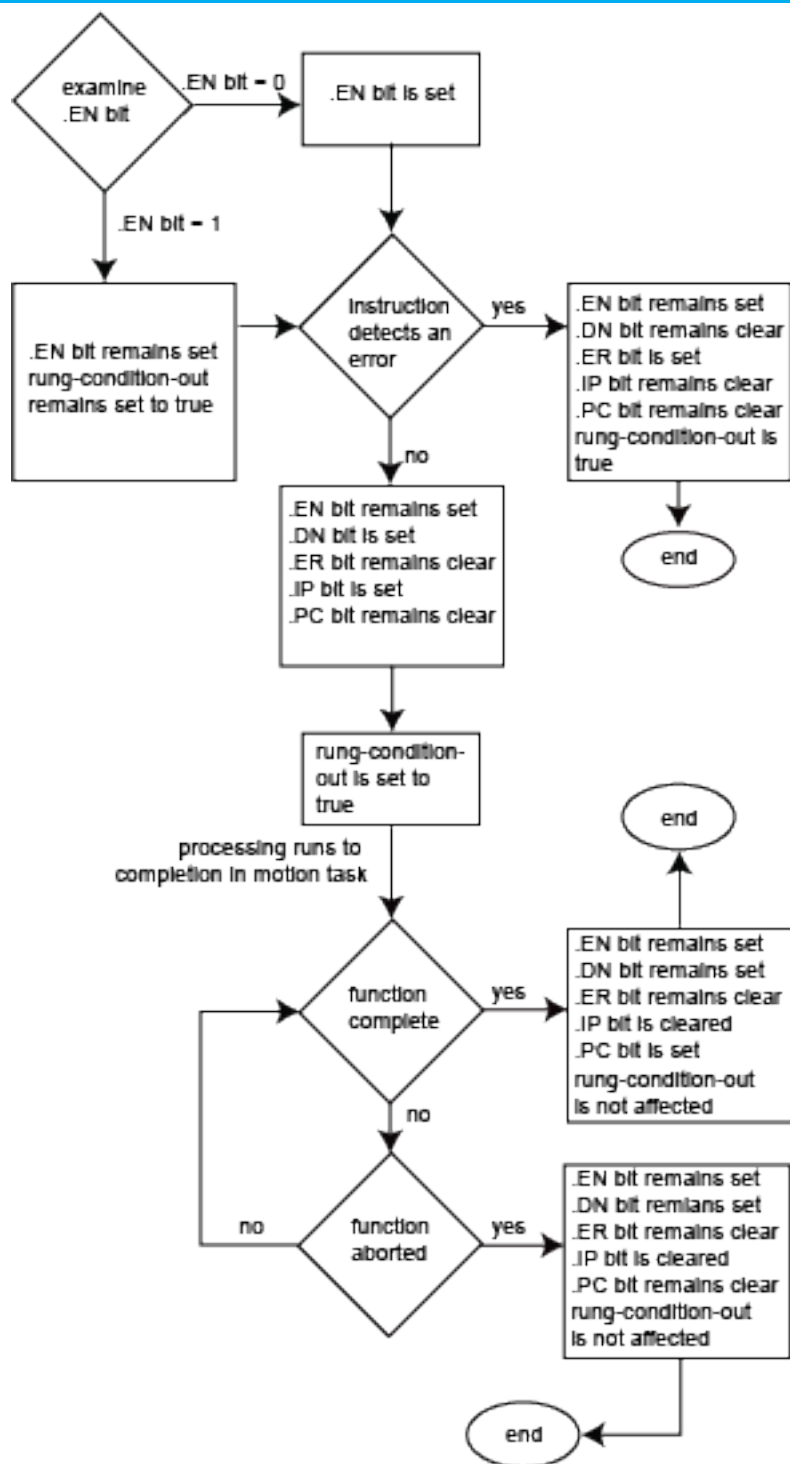 examine
.EN bit
.EN bit = 0
.EN bit is set
.EN bit = 1
.EN bit remains set
rung-condition-out
remains set to true
Instruction
detects an
error
yes
.EN bit remains set
.DN bit remains clear
.ER bit is set
.IP bit remains clear
.PC bit remains clear
rung-condition-out is
true
end
no
.EN bit remains set
.DN bit is set
.ER bit remains clear
.IP bit is set
.PC bit remains clear
rung-condition-
out is set to
true
processing runs to
completion in motion task
end
function
complete
yes
.EN bit remains set
.DN bit remains set
.ER bit remains clear
.IP bit is cleared
.PC bit is set
rung-condition-out
is not affected
no
function
aborted
no
yes
.EN bit remains set
.DN bit remians set
.ER bit remains clear
.IP bit is cleared
.PC bit remains clear
rung-condition-out
is not affected
end